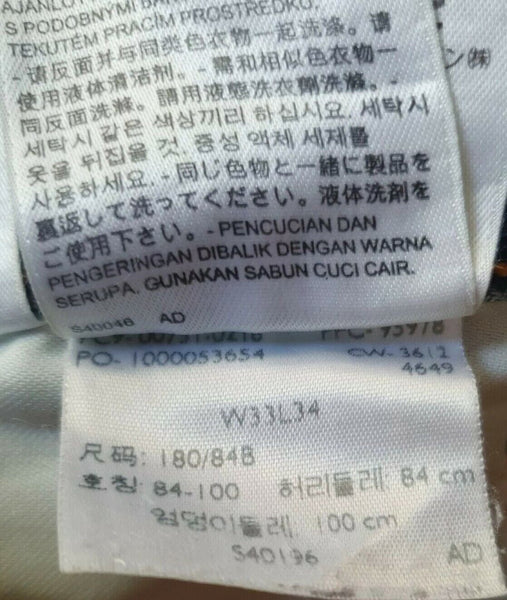 S PODOBNÝMI
TEKUTÉM PRACÍM PROSTŘEDKU.
- 请反面并与同类色衣物一起洗涤。请
使用液体清洁剂。- 需和相似色衣物一
同反面洗滌。請用液態洗衣劑洗滌。-
세탁시 같은 색상끼리 하십시요. 세탁시
옷을 뒤집을 것. 중성 액체 세제를
사용하세요. - 同じ色物と一緒に製品を
裏返して洗ってください。液体洗剤を
ご使用下さい。- PENCUCIAN DAN
PENGERINGAN DIBALIK DENGAN WARNA
SERUPA. GUNAKAN SABUN CUCI CAIR.
S40048 AD
ン㈱
PO- 1000053654
CW- 3612
4649
W33L34
尺码: 180/84B
호칭: 84-100 허리둘레: 84 cm
엉덩이둘레: 100 cm
S40196 AD